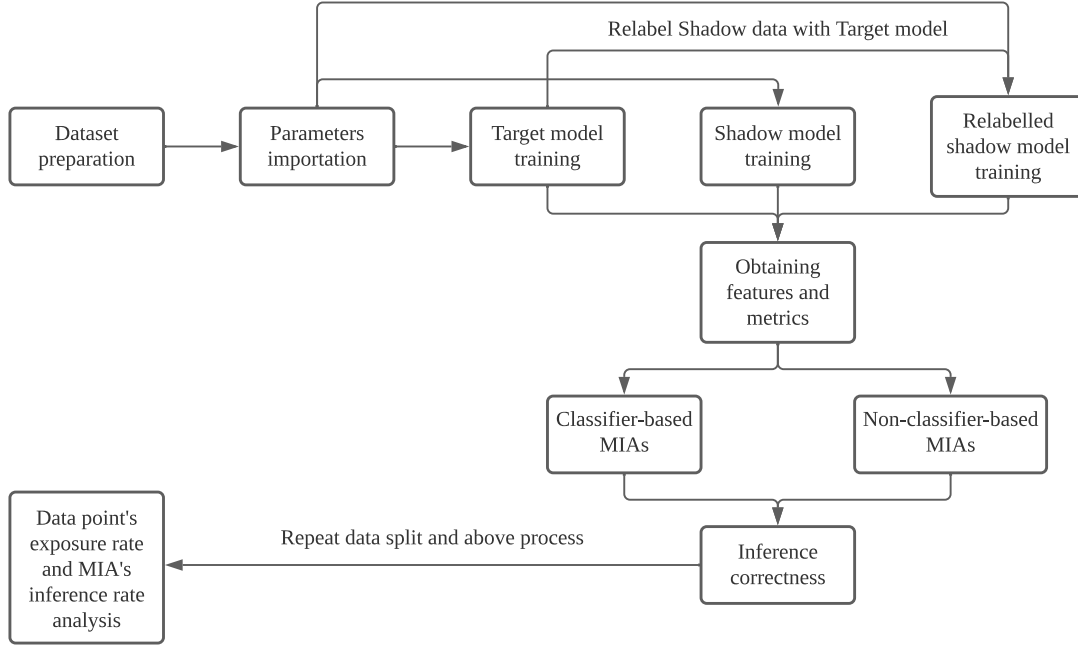 Relabel Shadow data with Target model
Dataset
preparation
Parameters
importation
Target model
training
Shadow model
training
Relabelled
shadow model
training
Obtaining
features and
metrics
Classifier-based
MIAs
Non-classifier-based
MIAs
Data point's
exposure rate
and MIA's
inference rate
analysis
Repeat data split and above process
Inference
correctness